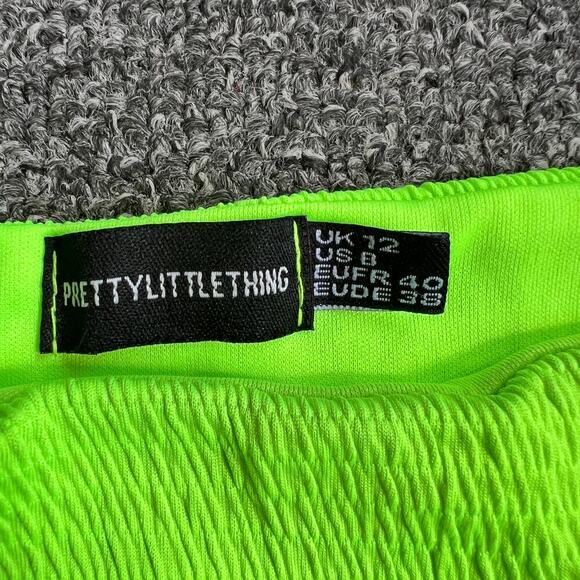 PRETTYLITTLETHING
UK 12
US 8
EUFR 40
EUDE 38